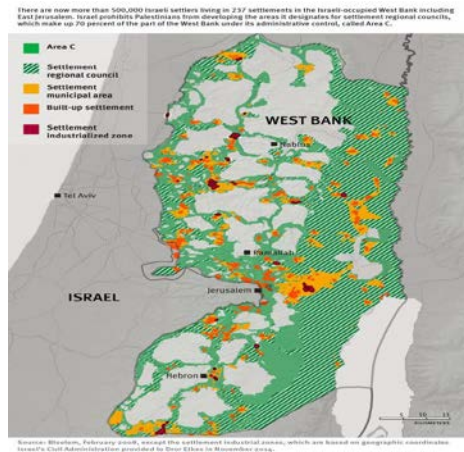 There are now more than 500,000 Israeli settlers living in 237 settlements in the Israeli-occupied West Bank including
East Jerusalem. Israel prohibits Palestinians from developing the areas it designates for settlement regional councils,
which make up 70 percent of the part of the West Bank under its administrative control, called Area C.
Area C
Settlement
regional council
Settlement
municipal area
Built-up settlement
Settlement
industrialized zone
WEST BANK
Nablus
Tel Aviv
Ramallah
Jerusalem
ISRAEL
Hebron
5 10 15
KILOMETERS
Source: Btselem, February 2008, except the settlement industrial zones, which are based on geographic coordinates
Israel's Civil Administration provided to Dror Etkes in November 2014.